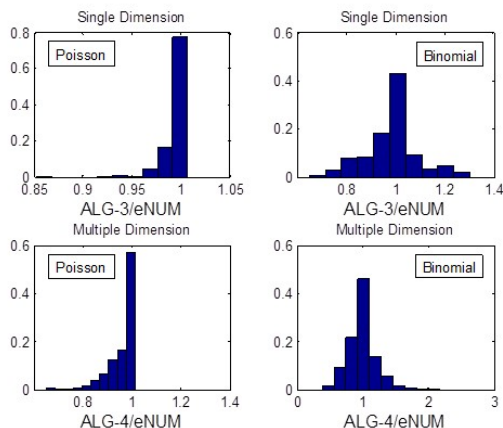 Single Dimension
Single Dimension
0.8
0.6
0.4
0.2
0
Poisson
0.85
0.9
0.95
1
1.05
ALG-3/eNUM
0.6
0.4
0.2
0
Binomial
0.8
1
1.2
1.4
ALG-3/eNUM
Multiple Dimension
Multiple Dimension
0.6
0.4
0.2
0
Poisson
0.8
1
1.2
1.4
ALG-4/eNUM
0.6
0.4
0.2
0
Binomial
0
1
2
3
ALG-4/eNUM